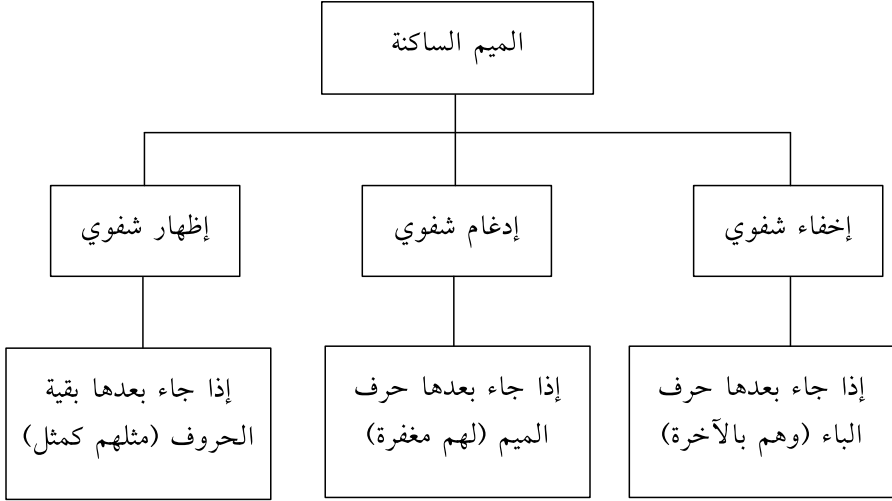 الميم الساكنة
إخفاء شفوي
إدغام شفوي
إظهار شفوي
إذا جاء بعدها حرف
الباء (وهم بالآخرة)
إذا جاء بعدها حرف
الميم (لهم مغفرة)
إذا جاء بعدها بقية
الحروف (مثلهم كمثل)